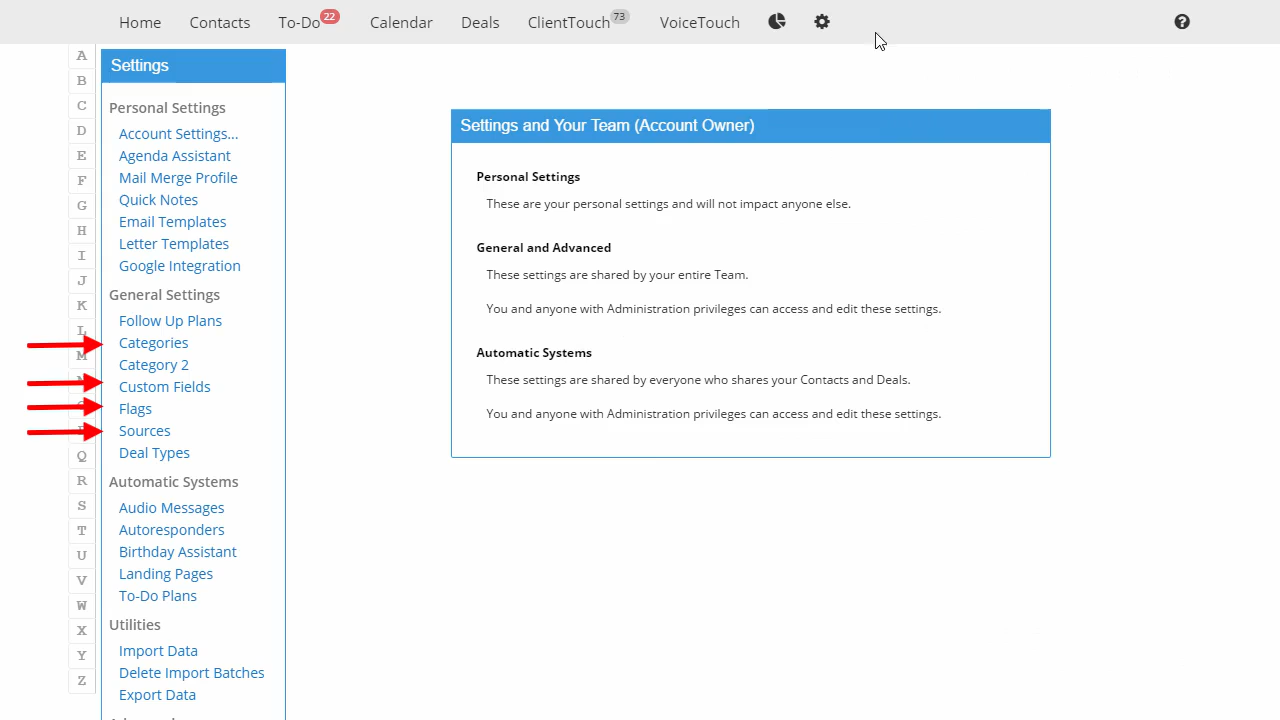 Home Contacts To-Do 22 Calendar Deals ClientTouch 73 VoiceTouch
A
B
C
D
E
F
G
H
I
J
K
L
M
Q
R
S
T
U
V
W
X
Y
Z
Settings
Personal Settings
Account Settings...
Agenda Assistant
Mail Merge Profile
Quick Notes
Email Templates
Letter Templates
Google Integration
General Settings
Follow Up Plans
Categories
Category 2
Custom Fields
Flags
Sources
Deal Types
Automatic Systems
Audio Messages
Autoresponders
Birthday Assistant
Landing Pages
To-Do Plans
Utilities
Import Data
Delete Import Batches
Export Data
Settings and Your Team (Account Owner)
Personal Settings
These are your personal settings and will not impact anyone else.
General and Advanced
These settings are shared by your entire Team.
You and anyone with Administration privileges can access and edit these settings.
Automatic Systems
These settings are shared by everyone who shares your Contacts and Deals.
You and anyone with Administration privileges can access and edit these settings.